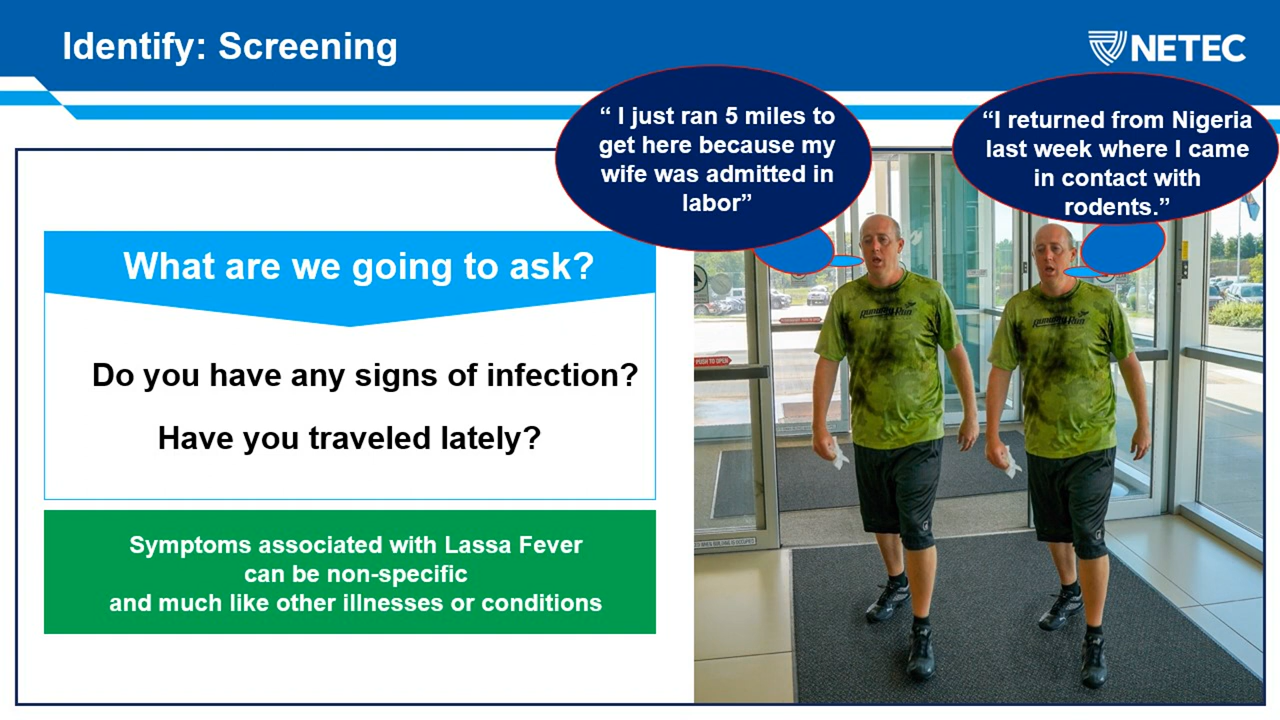 Identify: Screening
NETEC
“ I just ran 5 miles to
get here because my
wife was admitted in
labor”
“I returned from Nigeria
last week where I came
in contact with
rodents.”
What are we going to ask?
Do you have any signs of infection?
Have you traveled lately?
Symptoms associated with Lassa Fever
can be non-specific
and much like other illnesses or conditions
PUSH TO OPEN